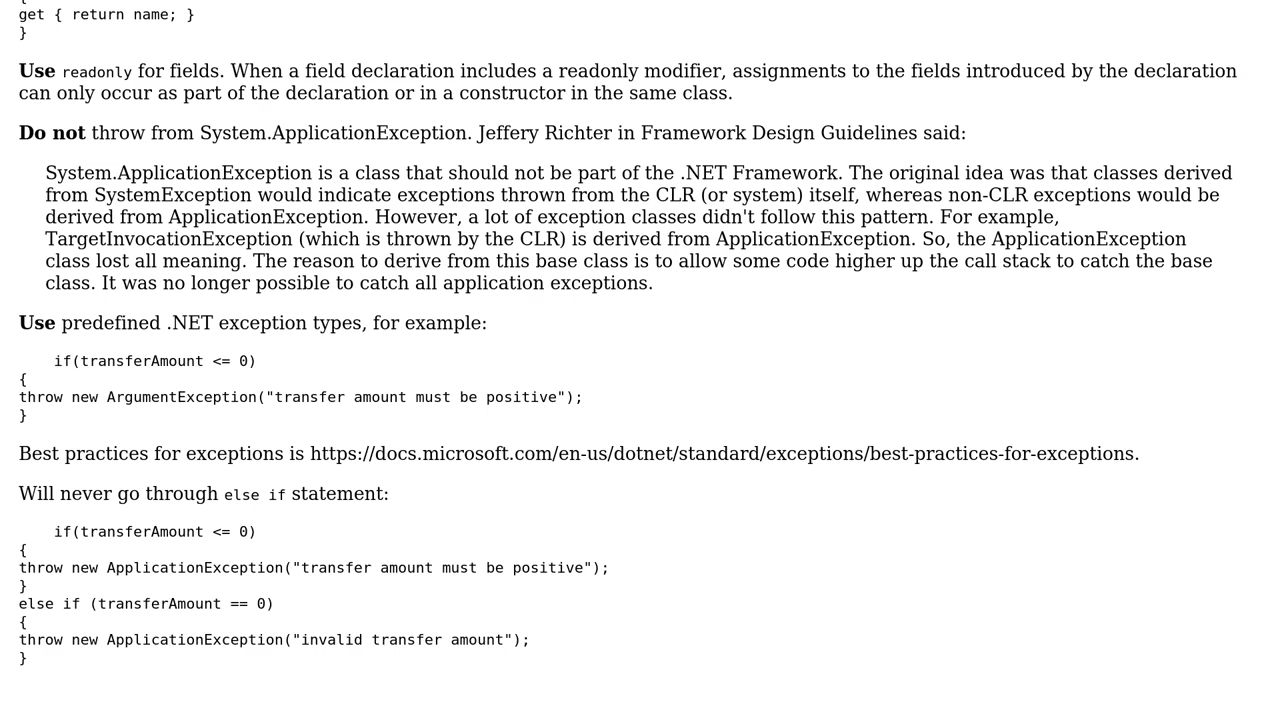 get { return name; }
}
Use readonly for fields. When a field declaration includes a readonly modifier, assignments to the fields introduced by the declaration
can only occur as part of the declaration or in a constructor in the same class.
Do not throw from System.ApplicationException. Jeffery Richter in Framework Design Guidelines said:
System.ApplicationException is a class that should not be part of the .NET Framework. The original idea was that classes derived
from SystemException would indicate exceptions thrown from the CLR (or system) itself, whereas non-CLR exceptions would be
derived from ApplicationException. However, a lot of exception classes didn't follow this pattern. For example,
TargetInvocationException (which is thrown by the CLR) is derived from ApplicationException. So, the ApplicationException
class lost all meaning. The reason to derive from this base class is to allow some code higher up the call stack to catch the base
class. It was no longer possible to catch all application exceptions.
Use predefined .NET exception types, for example:
if(transferAmount <= 0)
{
throw new ArgumentException("transfer amount must be positive");
}
Best practices for exceptions is https://docs.microsoft.com/en-us/dotnet/standard/exceptions/best-practices-for-exceptions.
Will never go through else if statement:
if(transferAmount <= 0)
{
throw new ApplicationException("transfer amount must be positive");
}
else if (transferAmount == 0)
{
throw new ApplicationException("invalid transfer amount");
}